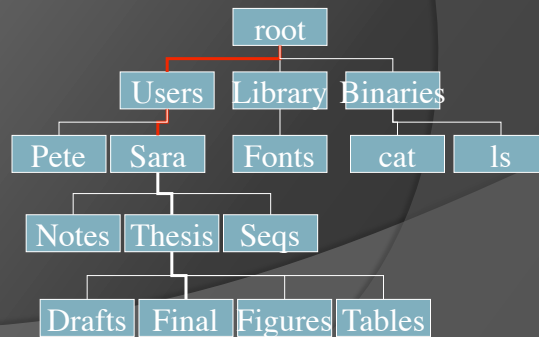 root
Users Library Binaries
Pete Sara Fonts cat ls
Notes Thesis Seqs
Drafts Final Figures Tables